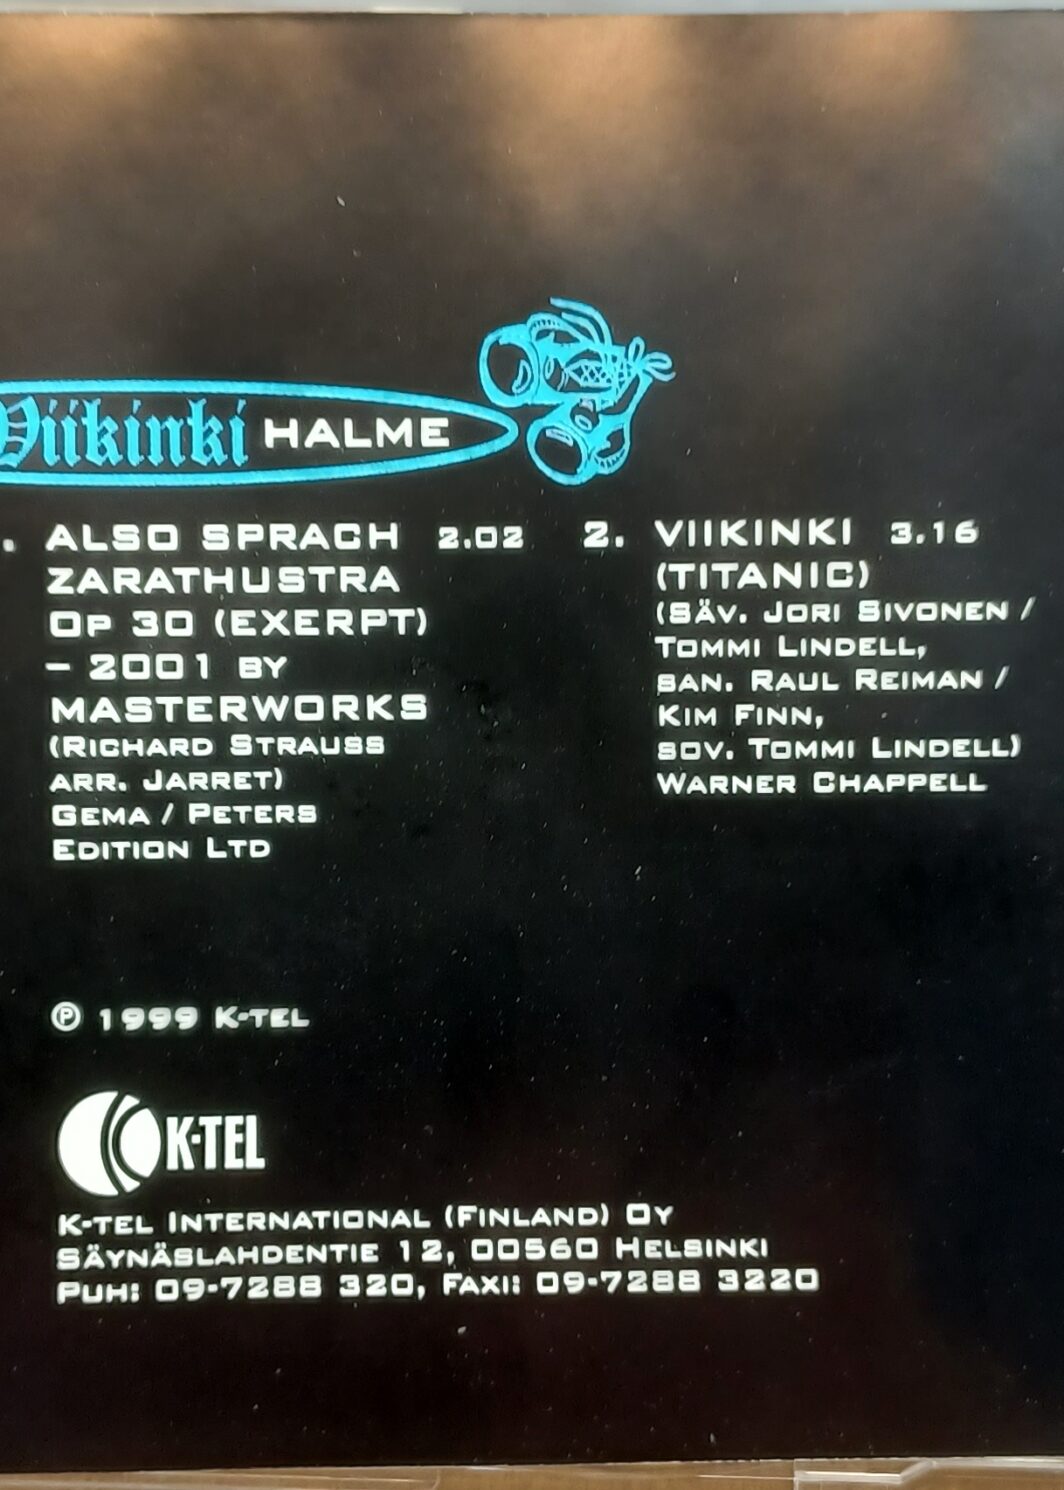 Viikinki HALME
. ALSO SPRACH 2.02
ZARATHUSTRA
OP 30 (EXERPT)
– 2001 BY
MASTERWORKS
(RICHARD STRAUSS
ARR. JARRET)
GEMA / PETERS
EDITION LTD
2. VIIKINKI 3.16
(TITANIC)
(SÄV. JORI SIVONEN /
TOMMI LINDELL,
SAN. RAUL REIMAN /
KIM FINN,
SOV. TOMMI LINDELL)
WARNER CHAPPELL
℗ 1999 K-TEL
K-TEL
K-TEL INTERNATIONAL (FINLAND) OY
SÄYNÄSLAHDENTIE 12, 00560 HELSINKI
PUH: 09-7288 320, FAXI: 09-7288 3220